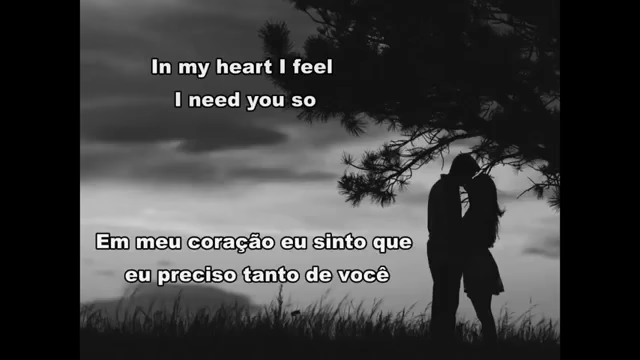 In my heart I feel
I need you so
Em meu coração eu sinto que
eu preciso tanto de você